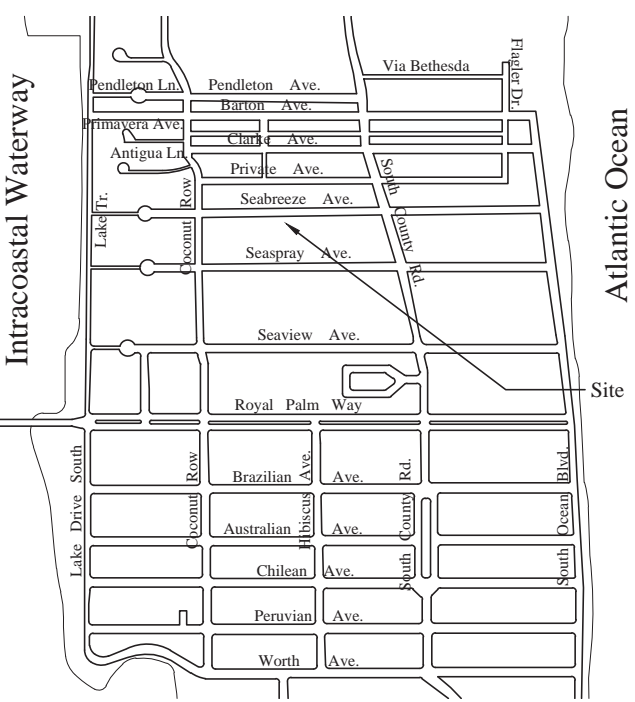 Via Bethesda
Flagler Dr.
Pendleton Ln.
Pendleton Ave.
Barton Ave.
Primavera Ave.
Clarke Ave.
Antigua Ln.
Private Ave.
Seabreeze Ave.
South County Rd.
Lake Tr.
Coconut Row
Seaspray Ave.
Intracoastal Waterway
Atlantic Ocean
Seaview Ave.
Site
Royal Palm Way
Brazilian Ave.
Australian Ave.
Chilean Ave.
Peruvian Ave.
Worth Ave.
Lake Drive South
Coconut Row
Hibiscus Ave.
South County Rd.
South Ocean Blvd.